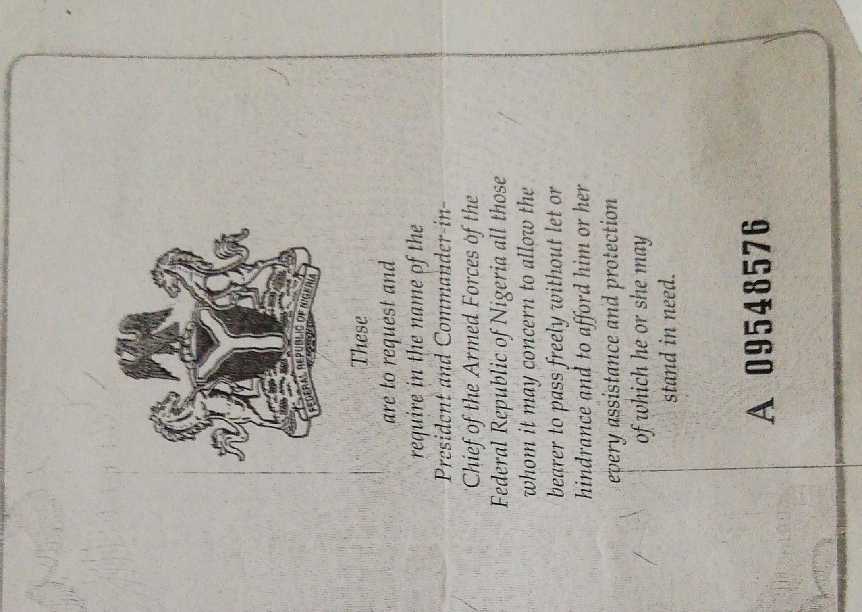 FEDERAL REPUBLIC OF NIGERIA
These
are to request and
require in the name of the
President and Commander-in-
Chief of the Armed Forces of the
Federal Republic of Nigeria all those
whom it may concern to allow the
bearer to pass freely without let or
hindrance and to afford him or her
every assistance and protection
of which he or she may
stand in need.
A 09548576